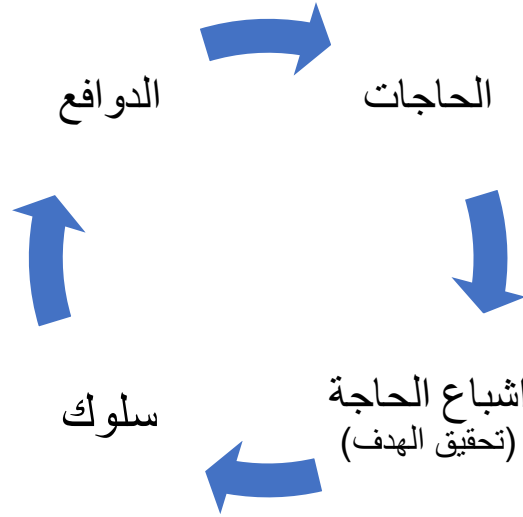 الحاجات
الدوافع
اشباع الحاجة
(تحقيق الهدف)
سلوك